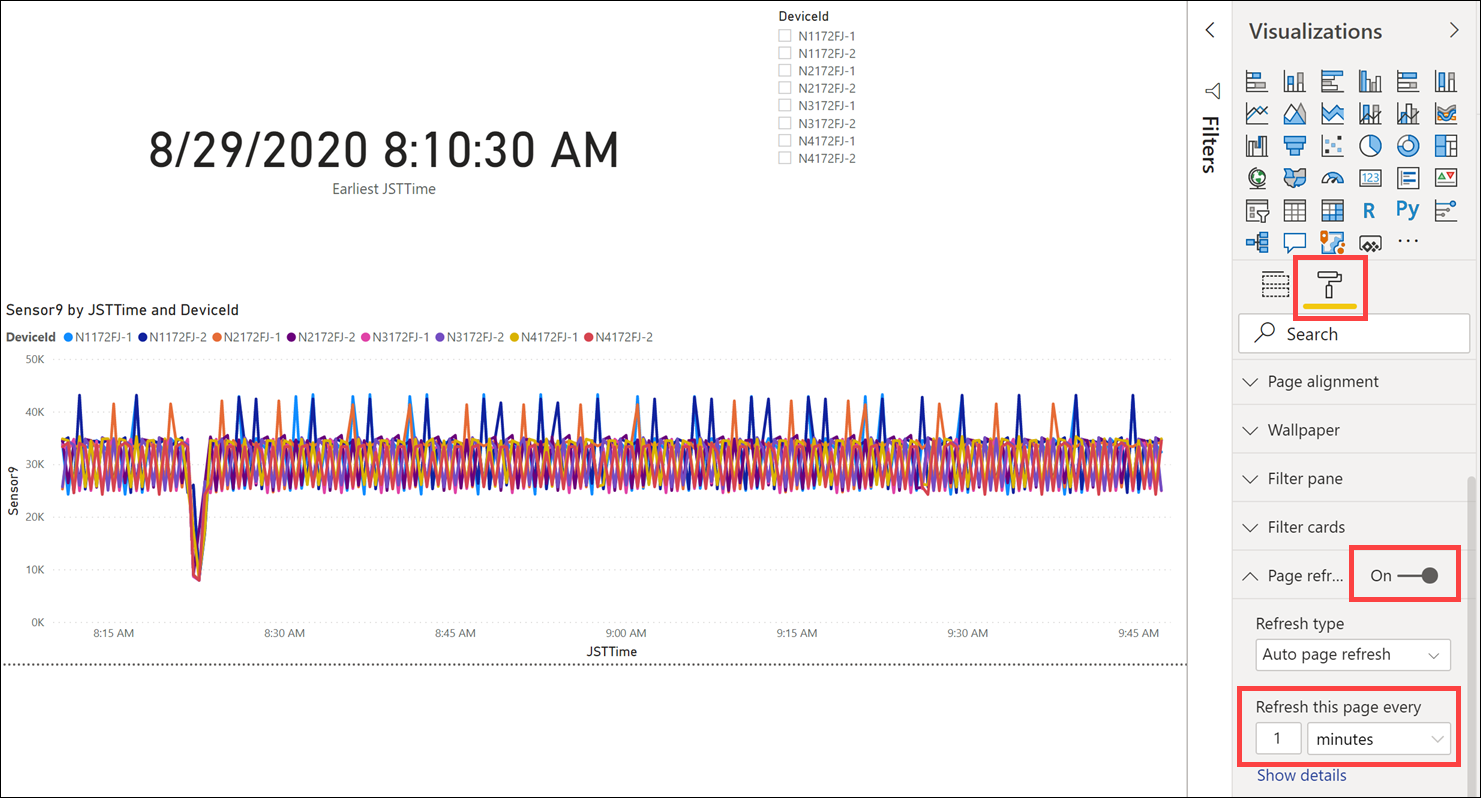 DeviceId
N1172FJ-1
N1172FJ-2
N2172FJ-1
N2172FJ-2
N3172FJ-1
N3172FJ-2
N4172FJ-1
N4172FJ-2
8/29/2020 8:10:30 AM
Earliest JSTTime
Sensor9 by JSTTime and DeviceId
DeviceId N1172FJ-1 N1172FJ-2 N2172FJ-1 N2172FJ-2 N3172FJ-1 N3172FJ-2 N4172FJ-1 N4172FJ-2
50K
40K
30K
20K
10K
0K
Sensor9
8:15 AM 8:30 AM 8:45 AM 9:00 AM 9:15 AM 9:30 AM 9:45 AM
JSTTime
Filters
Visualizations
123
R Py
Search
Page alignment
Wallpaper
Filter pane
Filter cards
Page refr... On
Refresh type
Auto page refresh
Refresh this page every
1 minutes
Show details